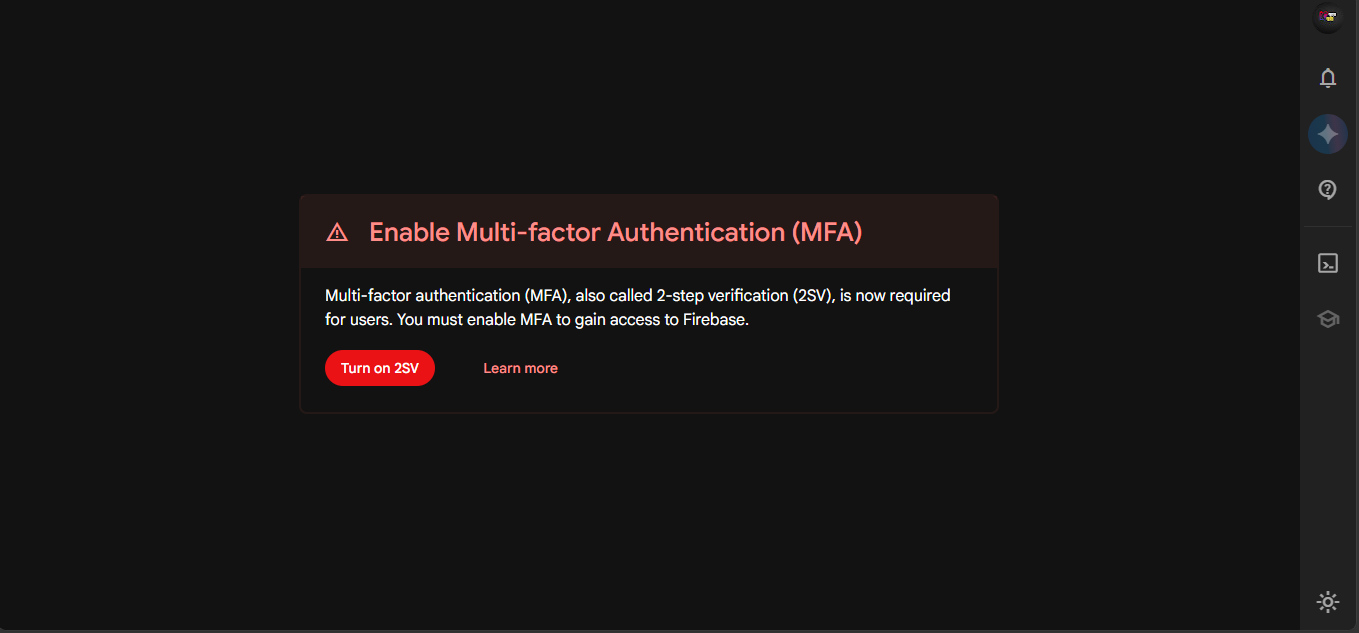 Enable Multi-factor Authentication (MFA)
Multi-factor authentication (MFA), also called 2-step verification (2SV), is now required
for users. You must enable MFA to gain access to Firebase.
Turn on 2SV
Learn more